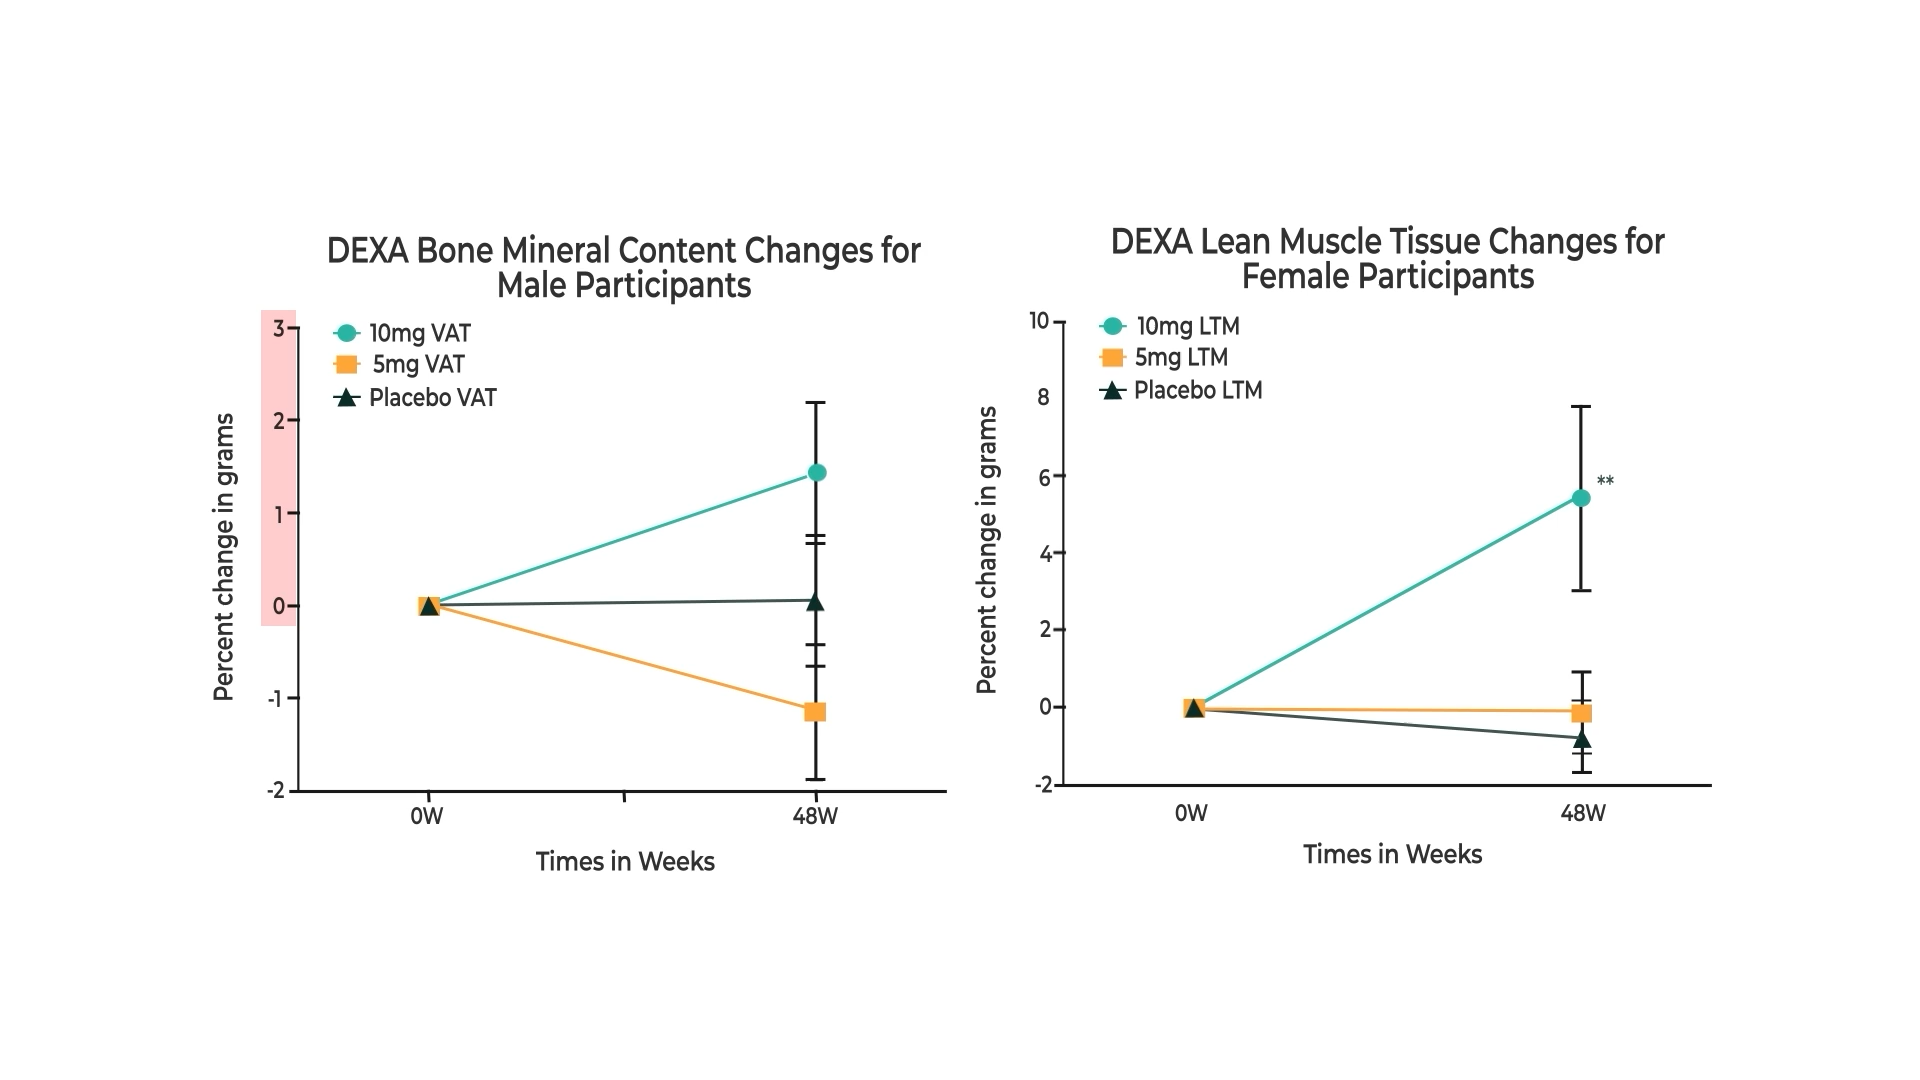 DEXA Bone Mineral Content Changes for
Male Participants
10mg VAT
5mg VAT
Placebo VAT
Percent change in grams
3
2
1
0
-1
-2
0W
48W
Times in Weeks
DEXA Lean Muscle Tissue Changes for
Female Participants
10mg LTM
5mg LTM
Placebo LTM
Percent change in grams
10
8
6
4
2
0
-2
**
0W
48W
Times in Weeks